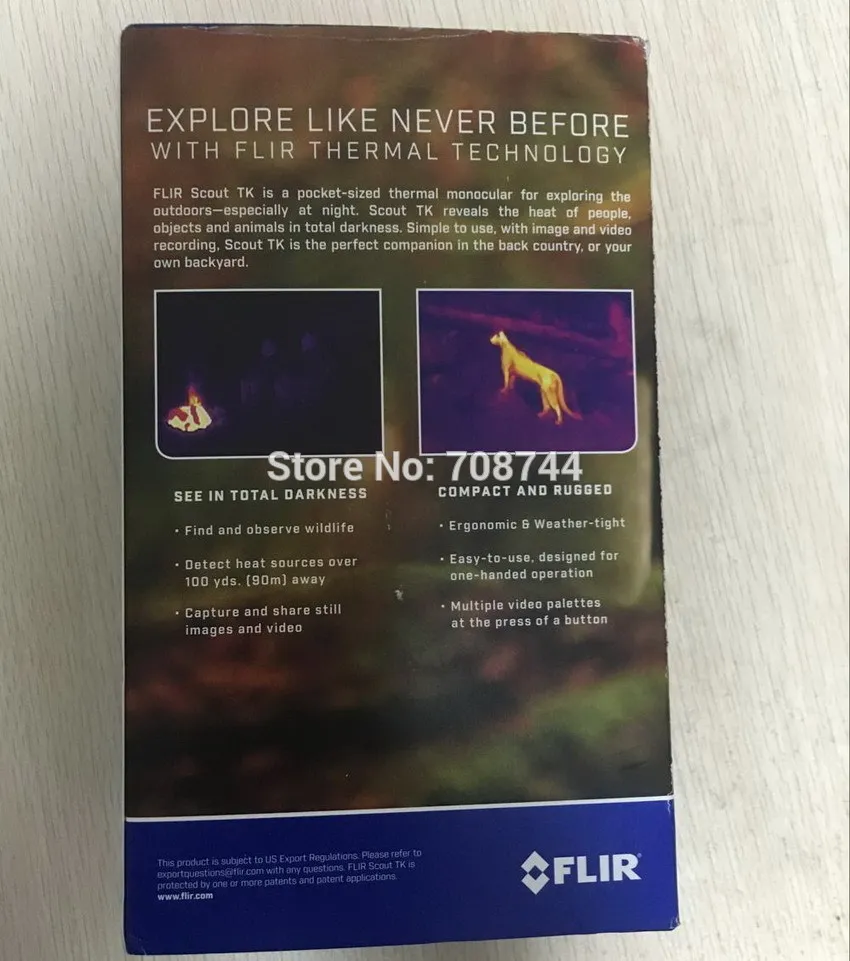 EXPLORE LIKE NEVER BEFORE
WITH FLIR THERMAL TECHNOLOGY
FLIR Scout TK is a pocket-sized thermal monocular for exploring the
outdoors—especially at night. Scout TK reveals the heat of people,
objects and animals in total darkness. Simple to use, with image and video
recording, Scout TK is the perfect companion in the back country, or your
own backyard.
Store No: 708744
SEE IN TOTAL DARKNESS
• Find and observe wildlife
• Detect heat sources over
100 yds. (90m) away
• Capture and share still
images and video
COMPACT AND RUGGED
• Ergonomic & Weather-tight
• Easy-to-use, designed for
one-handed operation
• Multiple video palettes
at the press of a button
This product is subject to US Export Regulations. Please refer to
exportquestions@flir.com with any questions. FLIR Scout TK is
protected by one or more patents and patent applications.
www.flir.com
FLIR